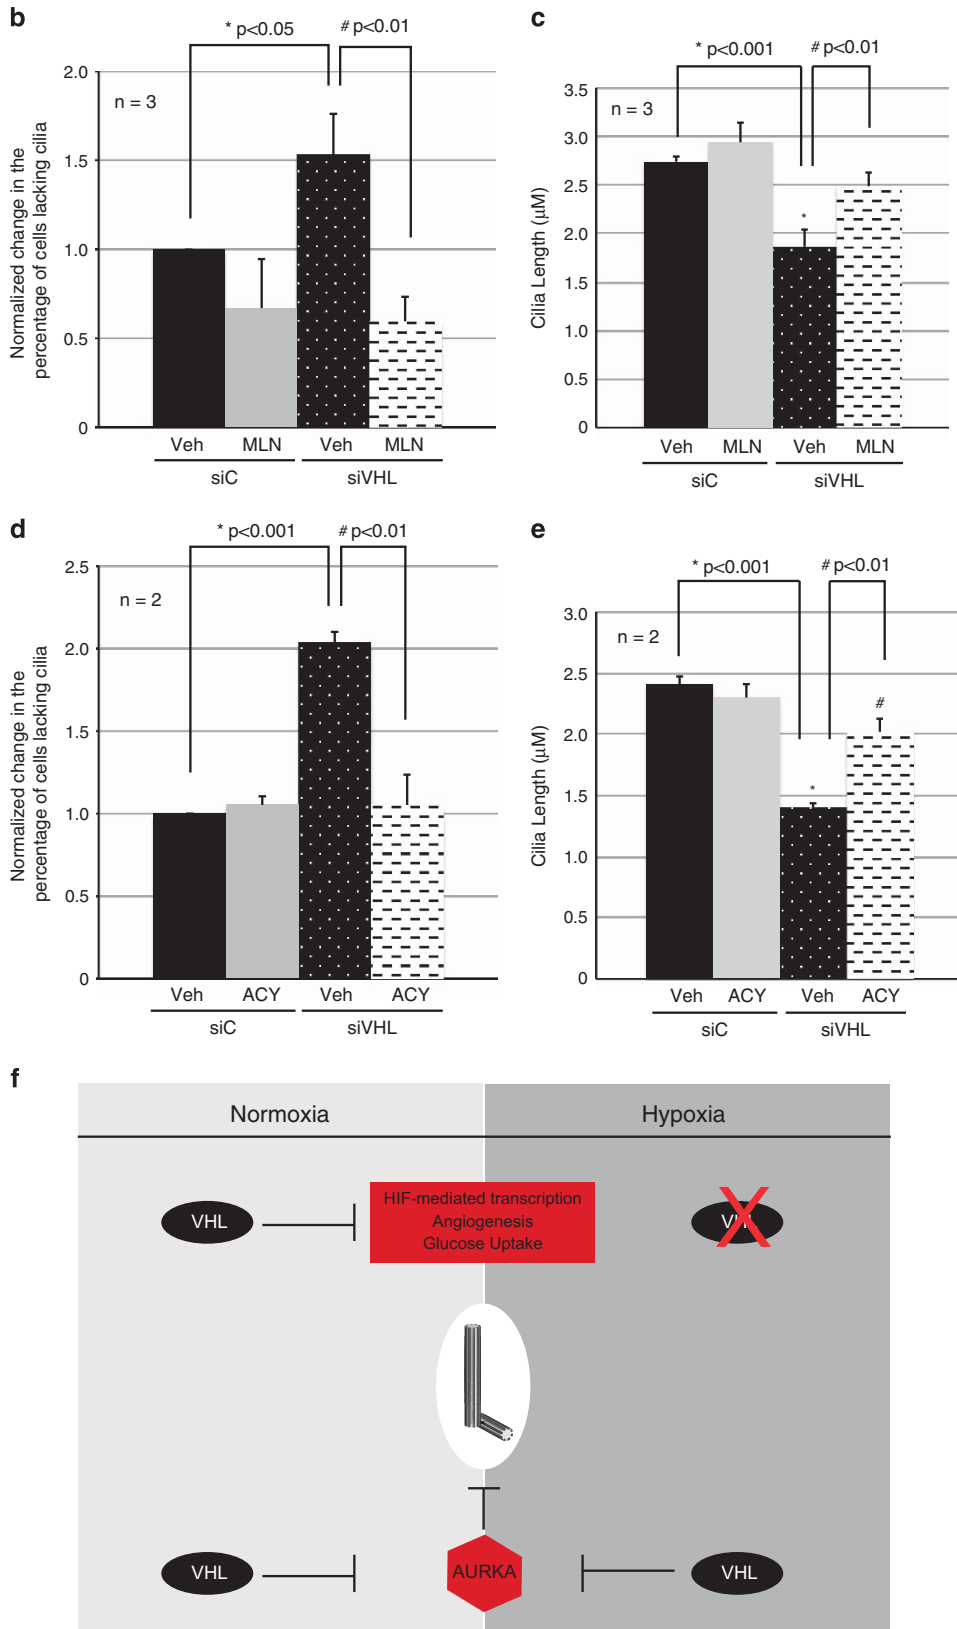 b
* p<0.05
# p<0.01
n = 3
Normalized change in the
percentage of cells lacking cilia
2.0
1.5
1.0
0.5
0
Veh MLN Veh MLN
siC siVHL
c
* p<0.001
# p<0.01
n = 3
Cilia Length (μM)
3.5
3.0
2.5
2.0
1.5
1.0
0.5
0
*
Veh MLN Veh MLN
siC siVHL
d
* p<0.001
# p<0.01
n = 2
Normalized change in the
percentage of cells lacking cilia
2.5
2.0
1.5
1.0
0.5
0
Veh ACY Veh ACY
siC siVHL
e
* p<0.001
# p<0.01
n = 2
Cilia Length (μM)
3.0
2.5
2.0
1.5
1.0
0.5
0
*
#
Veh ACY Veh ACY
siC siVHL
f
Normoxia Hypoxia
VHL
HIF-mediated transcription
Angiogenesis
Glucose Uptake
VHL
VHL
AURKA
VHL